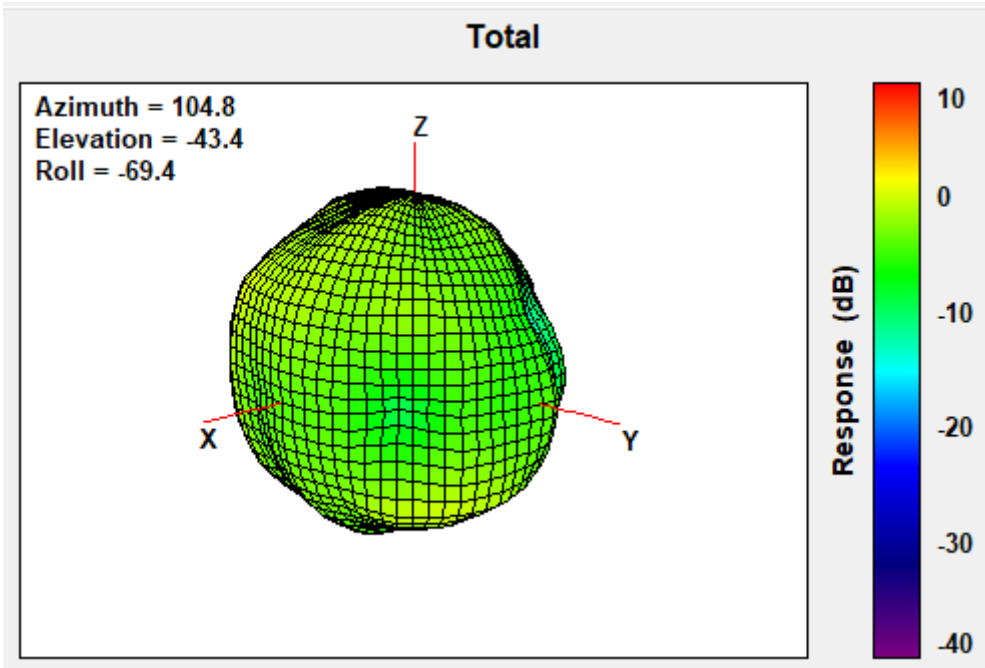 Total
Azimuth = 104.8
Elevation = -43.4
Roll = -69.4
Z
X
Y
Response (dB)
10
0
-10
-20
-30
-40